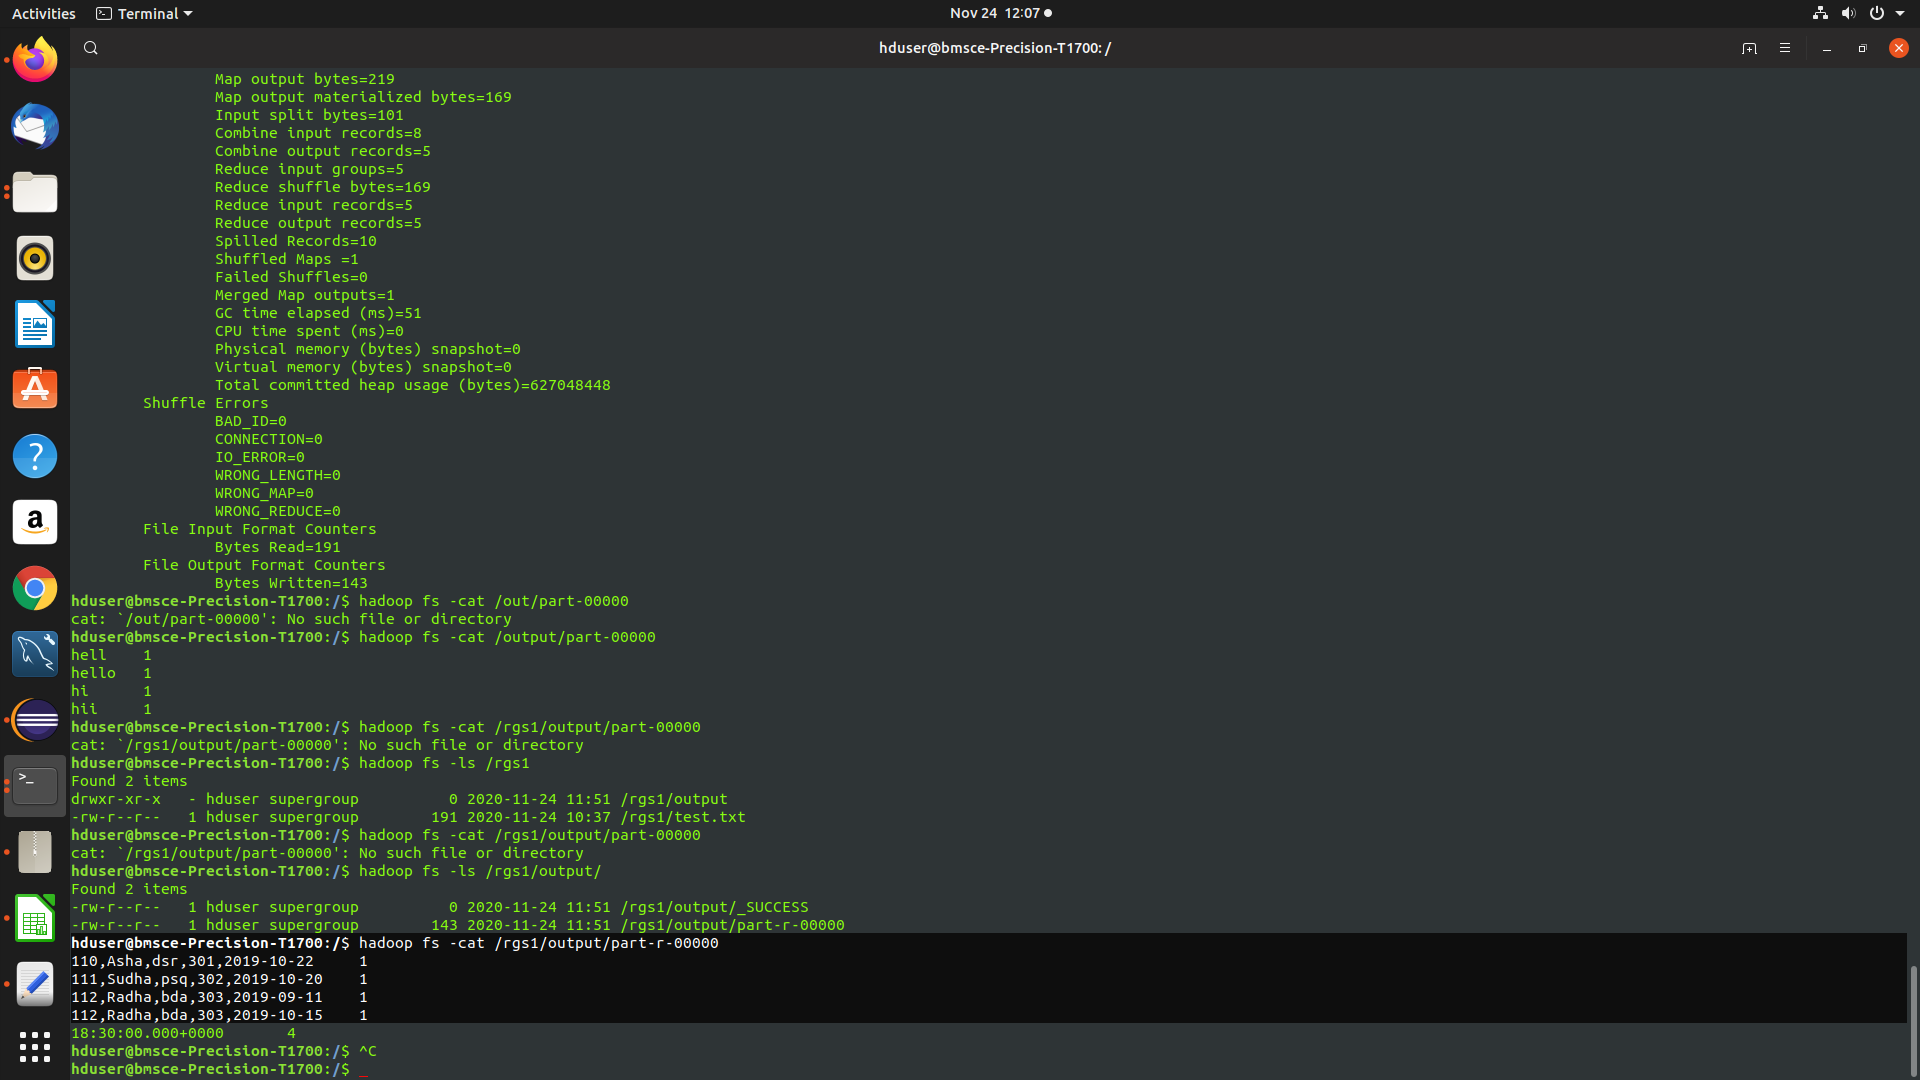 Activities Terminal Nov 24 12:07
hduser@bmsce-Precision-T1700: /
Map output bytes=219
Map output materialized bytes=169
Input split bytes=101
Combine input records=8
Combine output records=5
Reduce input groups=5
Reduce shuffle bytes=169
Reduce input records=5
Reduce output records=5
Spilled Records=10
Shuffled Maps =1
Failed Shuffles=0
Merged Map outputs=1
GC time elapsed (ms)=51
CPU time spent (ms)=0
Physical memory (bytes) snapshot=0
Virtual memory (bytes) snapshot=0
Total committed heap usage (bytes)=627048448
Shuffle Errors
BAD_ID=0
CONNECTION=0
IO_ERROR=0
WRONG_LENGTH=0
WRONG_MAP=0
WRONG_REDUCE=0
File Input Format Counters
Bytes Read=191
File Output Format Counters
Bytes Written=143
hduser@bmsce-Precision-T1700:/$ hadoop fs -cat /out/part-00000
cat: `/out/part-00000': No such file or directory
hduser@bmsce-Precision-T1700:/$ hadoop fs -cat /output/part-00000
hell 1
hello 1
hi 1
hii 1
hduser@bmsce-Precision-T1700:/$ hadoop fs -cat /rgs1/output/part-00000
cat: `/rgs1/output/part-00000': No such file or directory
hduser@bmsce-Precision-T1700:/$ hadoop fs -ls /rgs1
Found 2 items
drwxr-xr-x - hduser supergroup 0 2020-11-24 11:51 /rgs1/output
-rw-r--r-- 1 hduser supergroup 191 2020-11-24 10:37 /rgs1/test.txt
hduser@bmsce-Precision-T1700:/$ hadoop fs -cat /rgs1/output/part-00000
cat: `/rgs1/output/part-00000': No such file or directory
hduser@bmsce-Precision-T1700:/$ hadoop fs -ls /rgs1/output/
Found 2 items
-rw-r--r-- 1 hduser supergroup 0 2020-11-24 11:51 /rgs1/output/_SUCCESS
-rw-r--r-- 1 hduser supergroup 143 2020-11-24 11:51 /rgs1/output/part-r-00000
hduser@bmsce-Precision-T1700:/$ hadoop fs -cat /rgs1/output/part-r-00000
110,Asha,dsr,301,2019-10-22 1
111,Sudha,psq,302,2019-10-20 1
112,Radha,bda,303,2019-09-11 1
112,Radha,bda,303,2019-10-15 1
18:30:00.000+0000 4
hduser@bmsce-Precision-T1700:/$ ^C
hduser@bmsce-Precision-T1700:/$